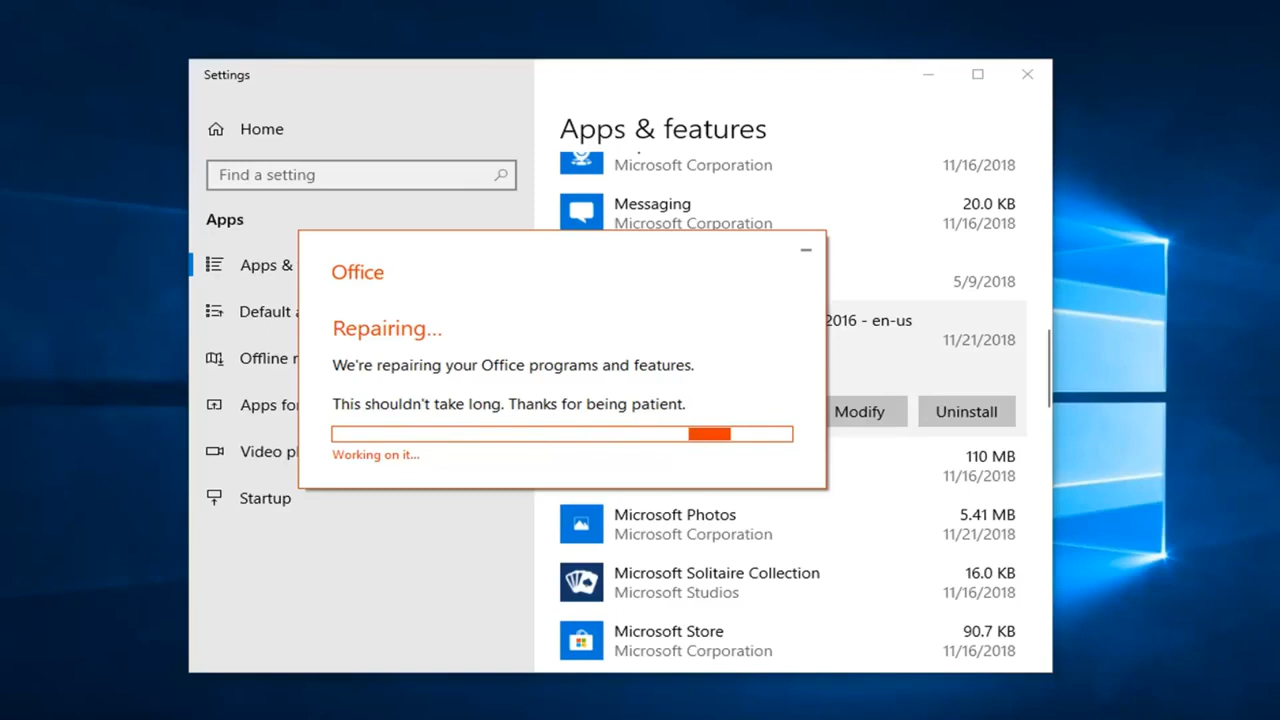 Settings
Home
Find a setting
Apps
Apps &
Default a
Offline
Apps fo
Video pl
Startup
Apps & features
Microsoft Corporation 11/16/2018
Messaging 20.0 KB
Microsoft Corporation 11/16/2018
5/9/2018
2016 - en-us
11/21/2018
Modify Uninstall
110 MB
11/16/2018
Microsoft Photos 5.41 MB
Microsoft Corporation 11/21/2018
Microsoft Solitaire Collection 16.0 KB
Microsoft Studios 11/16/2018
Microsoft Store 90.7 KB
Microsoft Corporation 11/16/2018
Office
Repairing...
We're repairing your Office programs and features.
This shouldn't take long. Thanks for being patient.
Working on it...